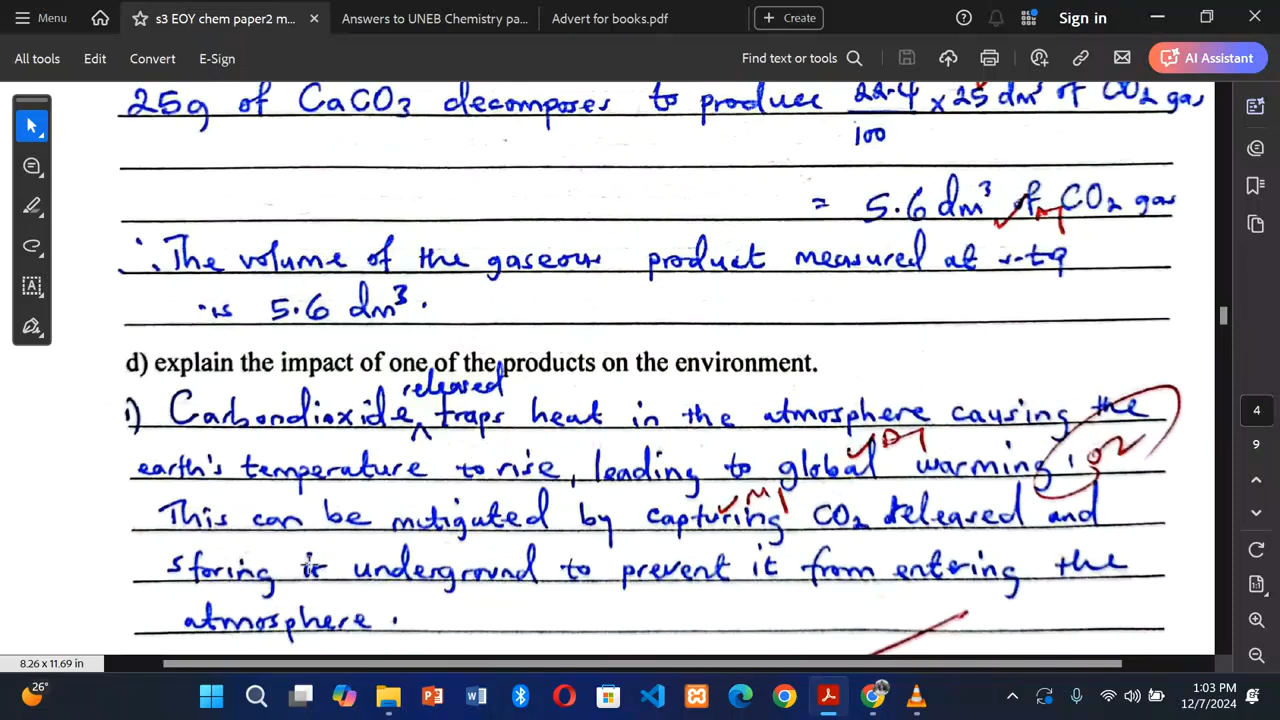 Menu
s3 EOY chem paper2 m...
Answers to UNEB Chemistry pa...
Advert for books.pdf
Create
Sign in
All tools Edit Convert E-Sign
Find text or tools
AI Assistant
25g of CaCO3 decomposes to produce 22.4 x 25 dm3 of CO2 gas
100
= 5.6 dm3 of CO2 gas
M1
∴ The volume of the gaseous product measured at s.t.p
is 5.6 dm3.
d) explain the impact of one of the products on the environment.
released
i) Carbondioxide ^ traps heat in the atmosphere causing the
earth's temperature to rise, leading to global warming.
02
M1
This can be mitigated by capturing CO2 released and
storing it underground to prevent it from entering the
atmosphere.
4
9
8.26 x 11.69 in
26°
1:03 PM
12/7/2024